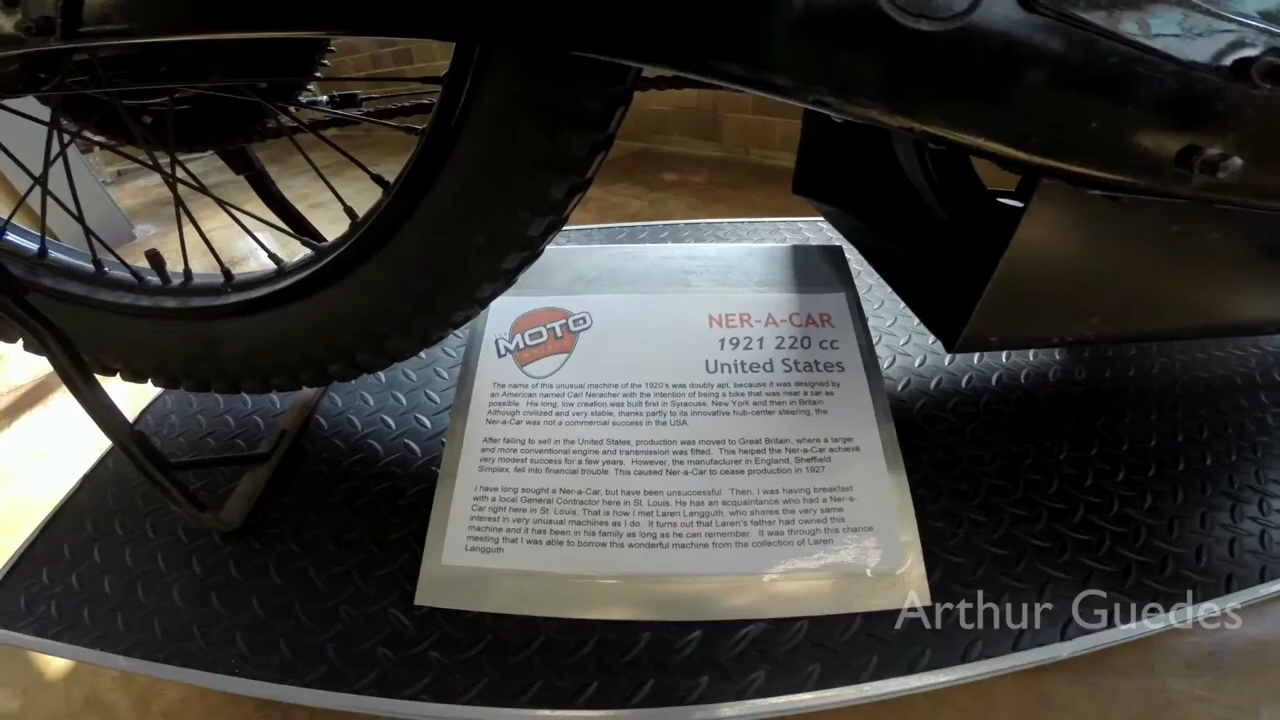 THE
MOTO
NER-A-CAR
1921 220 cc
United States
The name of this unusual machine of the 1920's was doubly apt, because it was designed by
an American named Carl Neracher with the intention of being a bike that was near a car as
possible. His long, low creation was built first in Syracuse, New York and then in Britain
Although civilized and very stable, thanks partly to its innovative hub-center steering, the
Ner-a-Car was not a commercial success in the USA.
After failing to sell in the United States, production was moved to Great Britain, where a larger
and more conventional engine and transmission was fitted. This helped the Ner-a-Car achieve
very modest success for a few years. However, the manufacturer in England, Sheffield
Simplex, fell into financial trouble. This caused Ner-a-Car to cease production in 1927
I have long sought a Ner-a-Car, but have been unsuccessful. Then, I was having breakfast
with a local General Contractor here in St. Louis. He has an acquaintance who had a Ner-a-
Car right here in St. Louis. That is how I met Laren Langguth, who shares the very same
interest in very unusual machines as I do. It turns out that Laren's father had owned this
machine and it has been in his family as long as he can remember. It was through this chance
meeting that I was able to borrow this wonderful machine from the collection of Laren
Langguth
Arthur Guedes